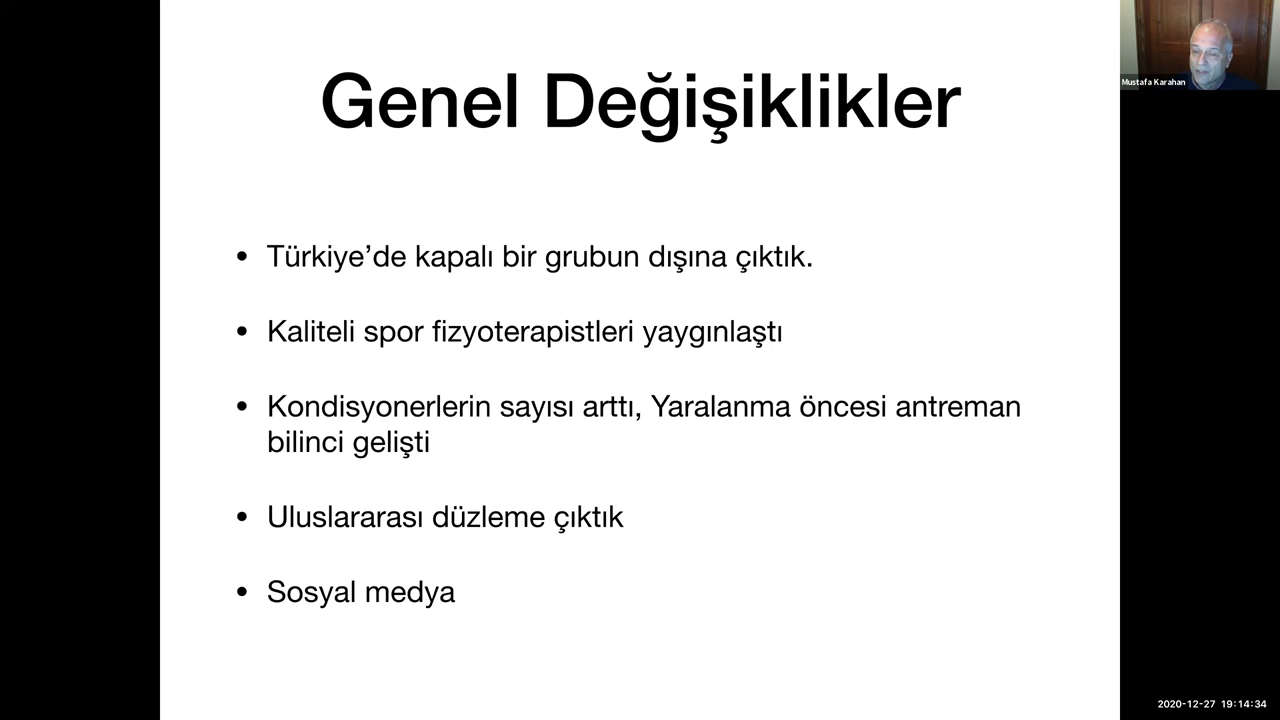 Genel Değişiklikler
Mustafa Karahan
• Türkiye’de kapalı bir grubun dışına çıktık.
• Kaliteli spor fizyoterapistleri yaygınlaştı
• Kondisyonerlerin sayısı arttı, Yaralanma öncesi antreman
bilinci gelişti
• Uluslararası düzleme çıktık
• Sosyal medya
2020-12-27 19:14:34